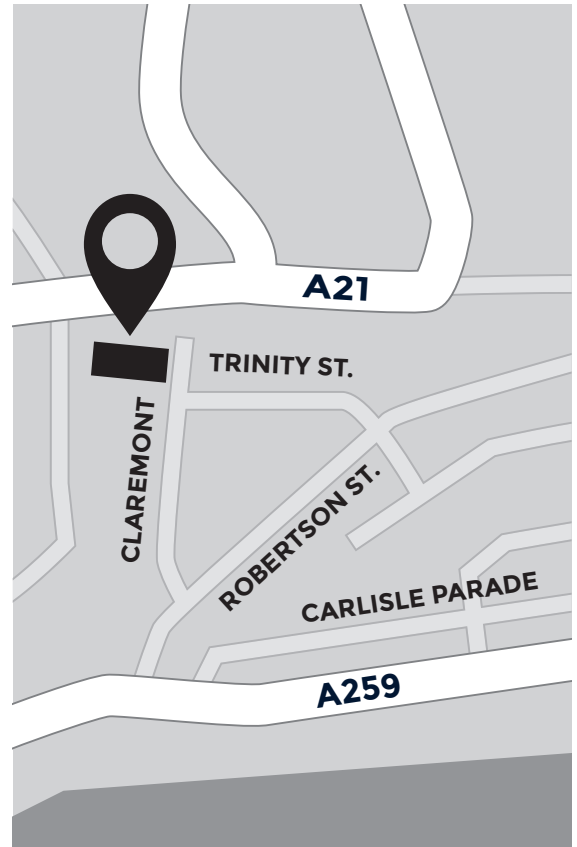 A21
TRINITY ST.
CLAREMONT
ROBERTSON ST.
CARLISLE PARADE
A259